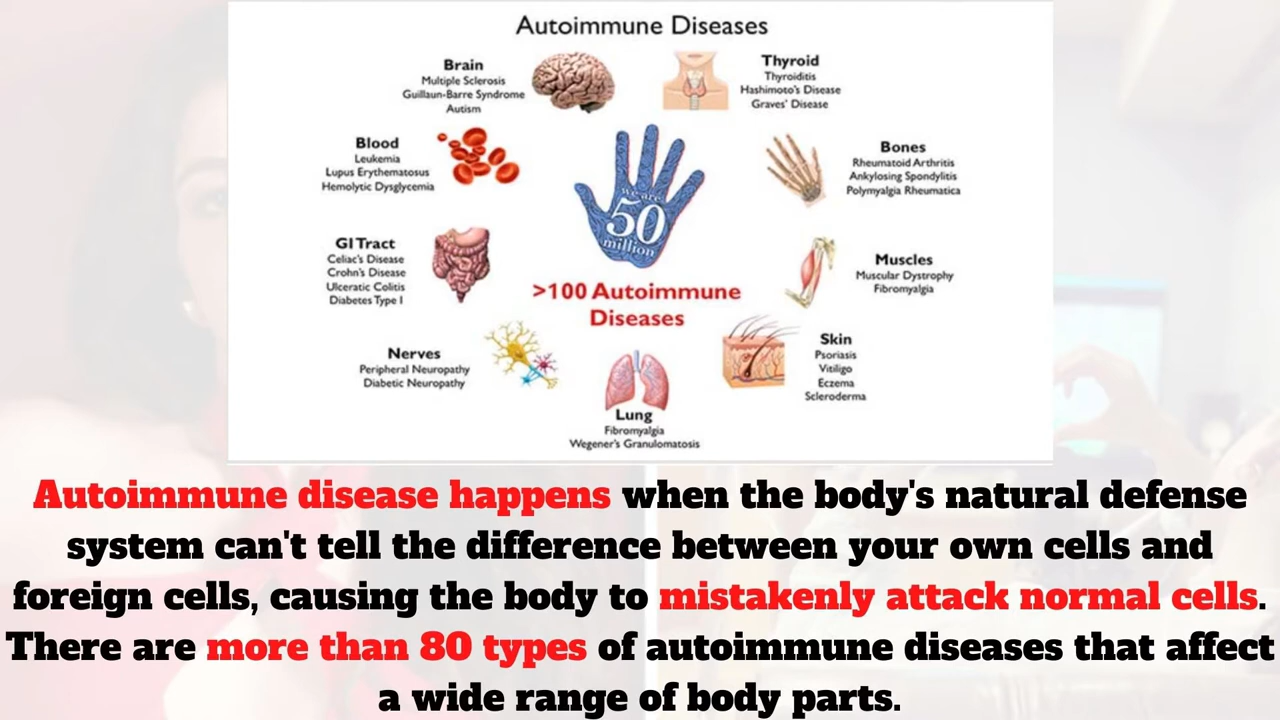 Autoimmune Diseases
Brain
Multiple Sclerosis
Guillaun-Barre Syndrome
Autism
Thyroid
Thyroiditis
Hashimoto's Disease
Graves' Disease
Blood
Leukemia
Lupus Erythematosus
Hemolytic Dysglycemia
we are
50
million
Bones
Rheumatoid Arthritis
Ankylosing Spondylitis
Polymyalgia Rheumatica
GI Tract
Celiac's Disease
Crohn's Disease
Ulceratic Colitis
Diabetes Type I
>100 Autoimmune
Diseases
Muscles
Muscular Dystrophy
Fibromyalgia
Nerves
Peripheral Neuropathy
Diabetic Neuropathy
Lung
Fibromyalgia
Wegener's Granulomatosis
Skin
Psoriasis
Vitiligo
Eczema
Scleroderma
Autoimmune disease happens when the body's natural defense
system can't tell the difference between your own cells and
foreign cells, causing the body to mistakenly attack normal cells.
There are more than 80 types of autoimmune diseases that affect
a wide range of body parts.